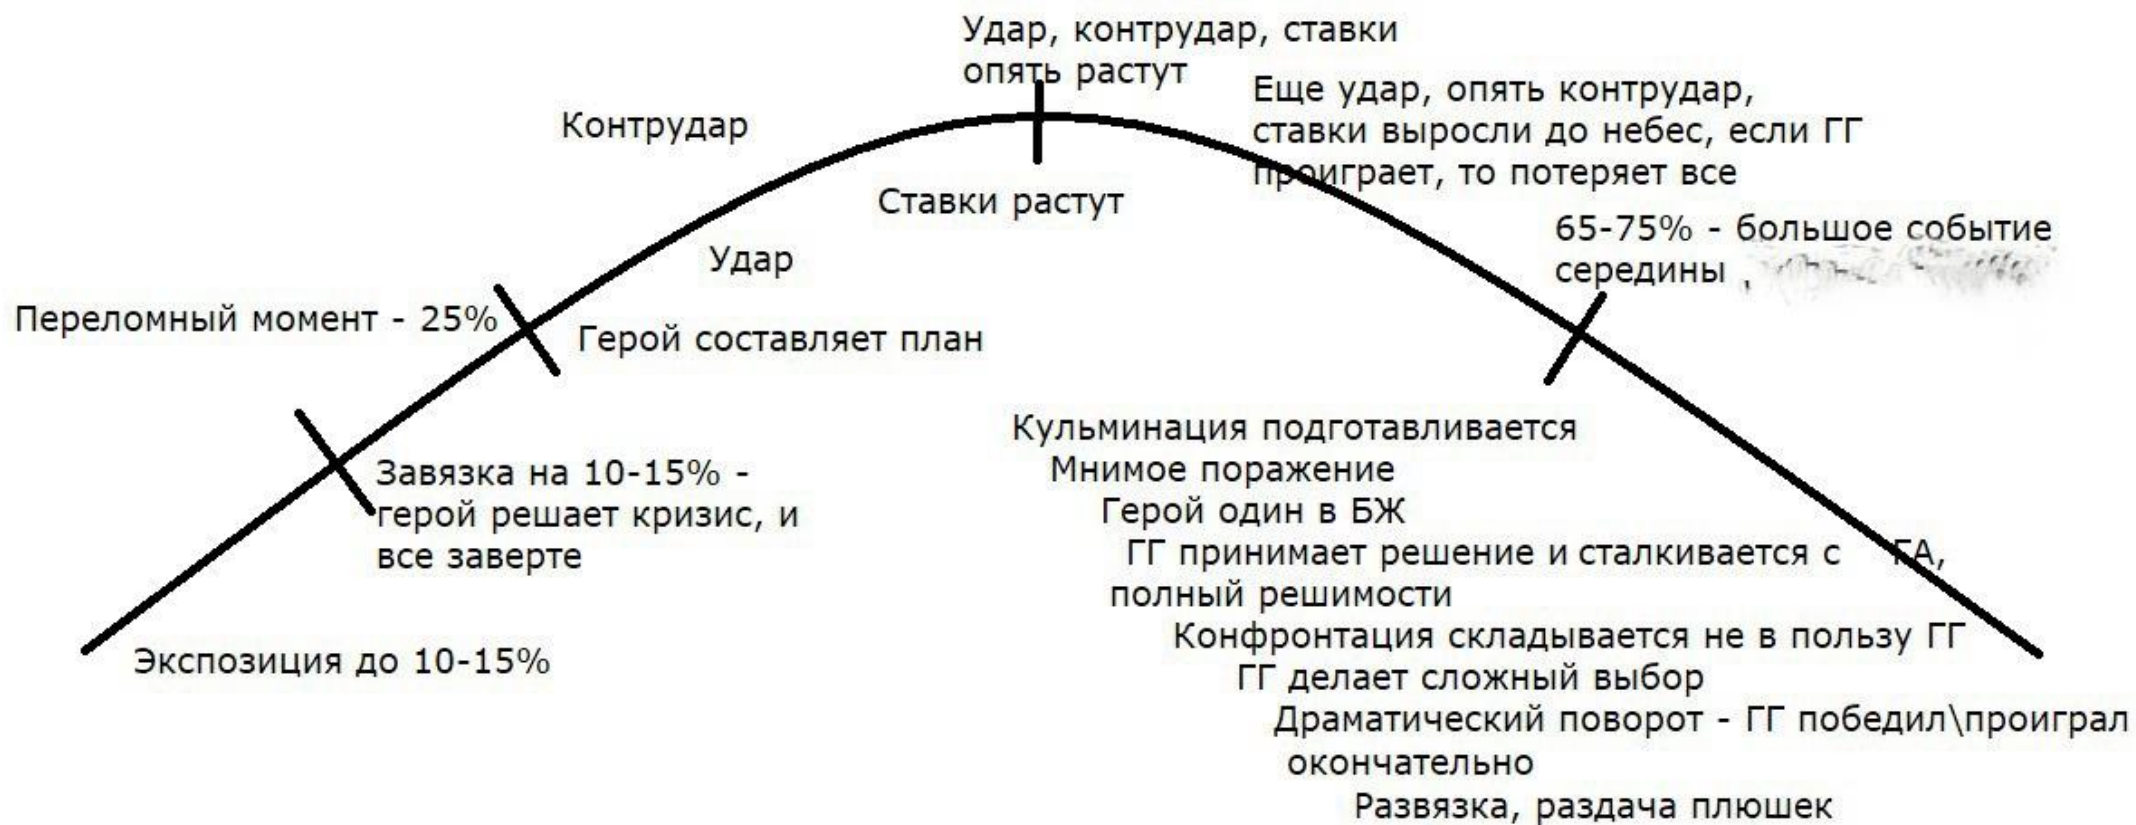 Удар, контрудар, ставки
опять растут
Еще удар, опять контрудар,
ставки выросли до небес, если ГГ
проиграет, то потеряет все
Контрудар
Ставки растут
65-75% - большое событие
середины
Удар
Переломный момент - 25%
Герой составляет план
Завязка на 10-15% -
герой решает кризис, и
все заверте
Экспозиция до 10-15%
Кульминация подготавливается
Мнимое поражение
Герой один в БЖ
ГГ принимает решение и сталкивается с ГА,
полный решимости
Конфронтация складывается не в пользу ГГ
ГГ делает сложный выбор
Драматический поворот - ГГ победил\проиграл
окончательно
Развязка, раздача плюшек